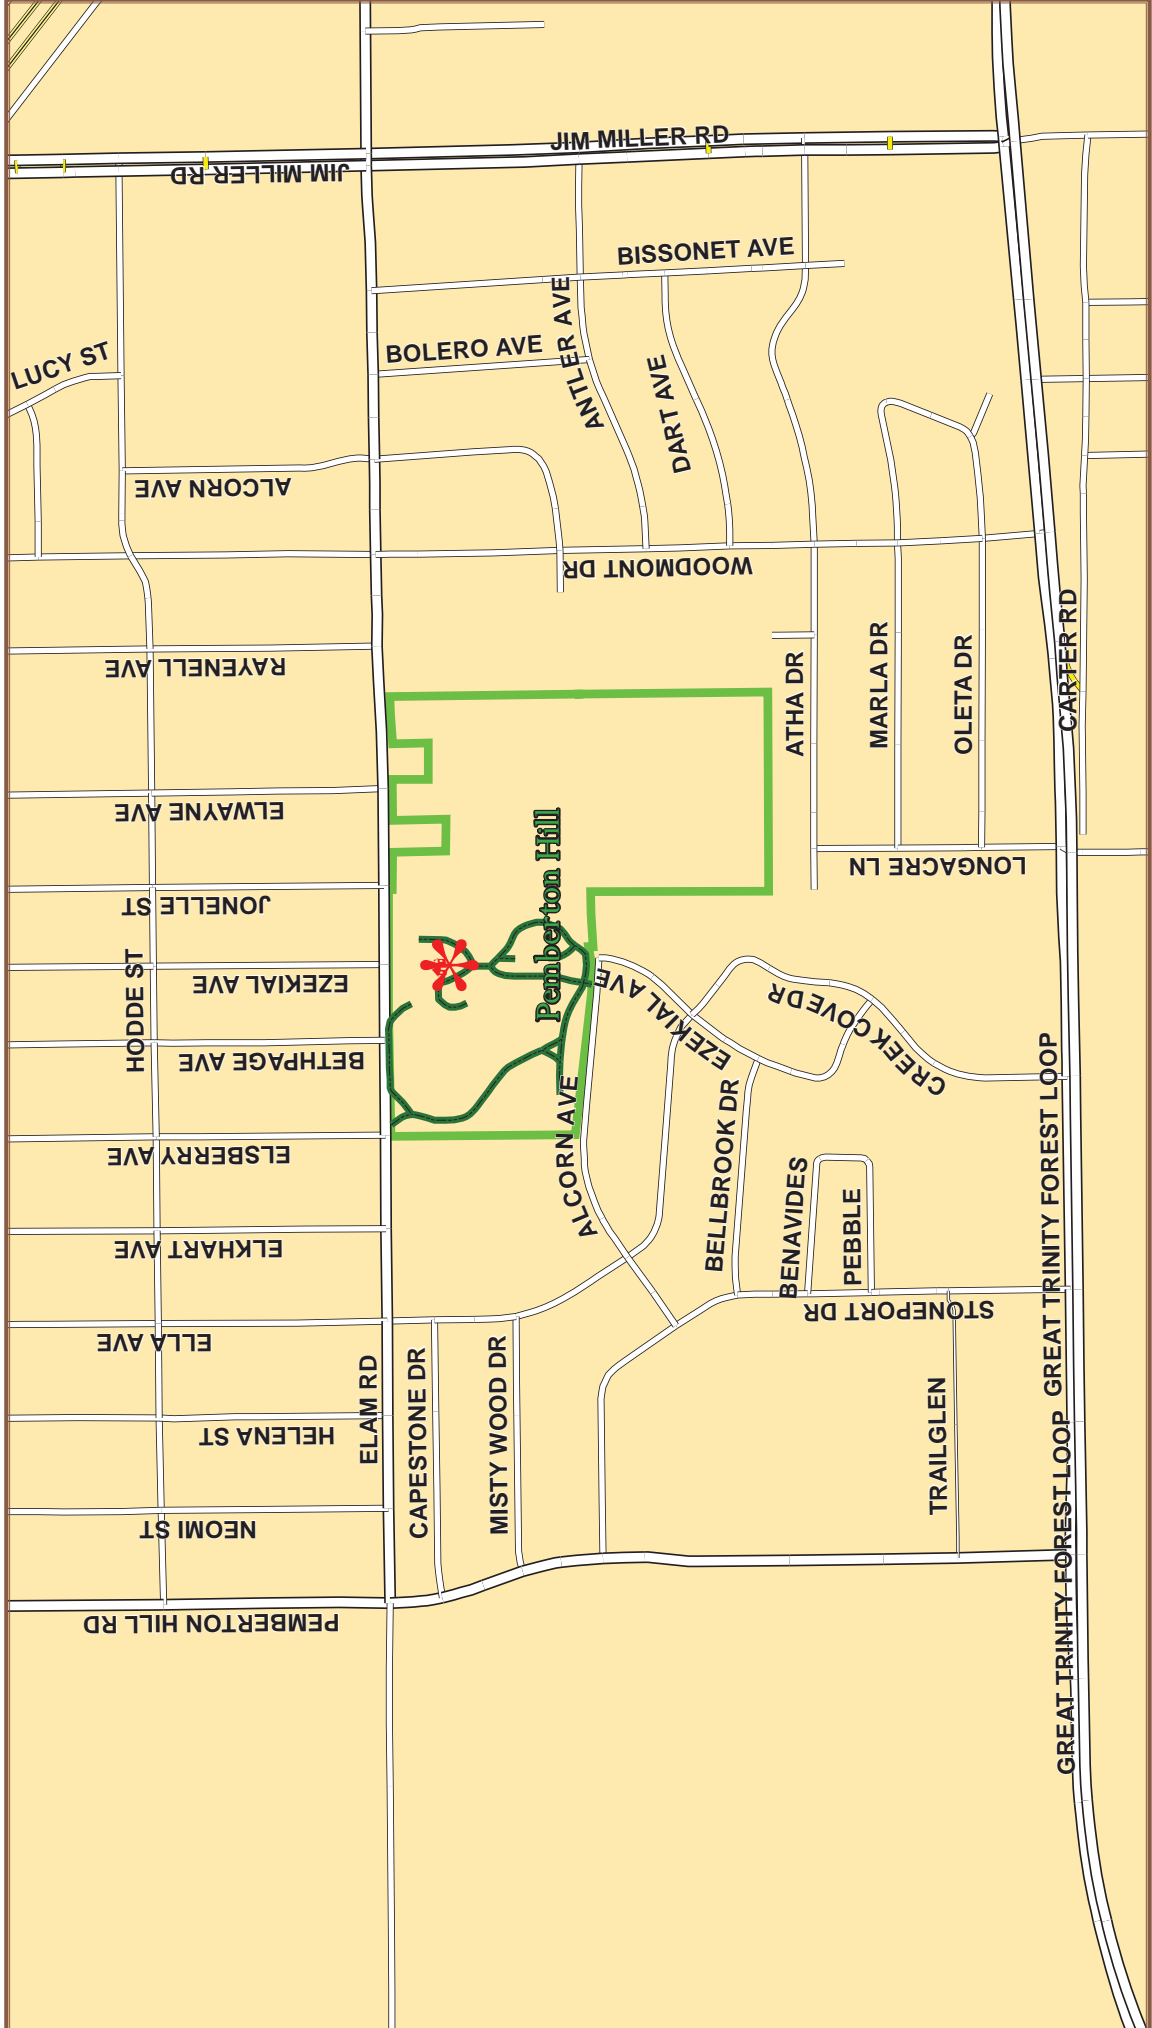 JIM MILLER RD
JIM MILLER RD
BISSONET AVE
LUCY ST
BOLERO AVE
ANTLER AVE
DART AVE
ALCORN AVE
WOODMONT DR
RAYENELL AVE
ATHA DR
MARLA DR
OLETA DR
CARTER RD
ELWAYNE AVE
LONGACRE LN
Pemberton Hill
JONELLE ST
HODDE ST
EZEKIAL AVE
EZEKIAL AVE
CREEK COVE DR
BETHPAGE AVE
ALCORN AVE
BELLBROOK DR
ELSBERRY AVE
BENAVIDES
PEBBLE
GREAT TRINITY FOREST LOOP
ELKHART AVE
STONEPORT DR
ELLA AVE
ELAM RD
CAPESTONE DR
MISTY WOOD DR
TRAILGLEN
HELENA ST
GREAT TRINITY FOREST LOOP
NEOMI ST
PEMBERTON HILL RD